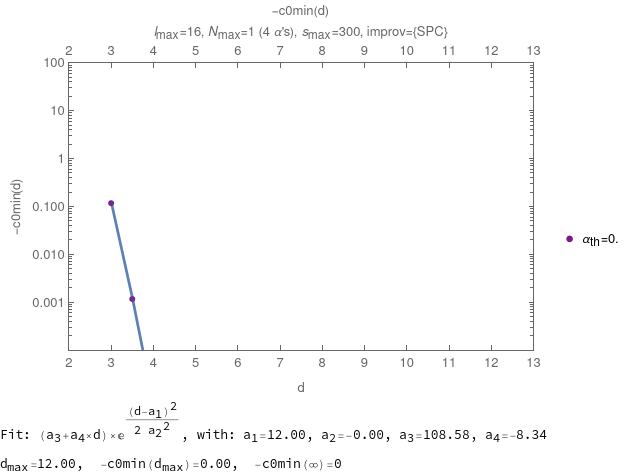 −c0min(d)
lmax=16, Nmax=1 (4 α's), smax=300, improv={SPC}
2 3 4 5 6 7 8 9 10 11 12 13
100
10
1
0.100
0.010
0.001
−c0min(d)
2 3 4 5 6 7 8 9 10 11 12 13
d
αth=0.
Fit: (a3+a4×d)×e^((d−a1)^2/(2 a2^2)), with: a1=12.00, a2=−0.00, a3=108.58, a4=−8.34
dmax=12.00, −c0min(dmax)=0.00, −c0min(∞)=0